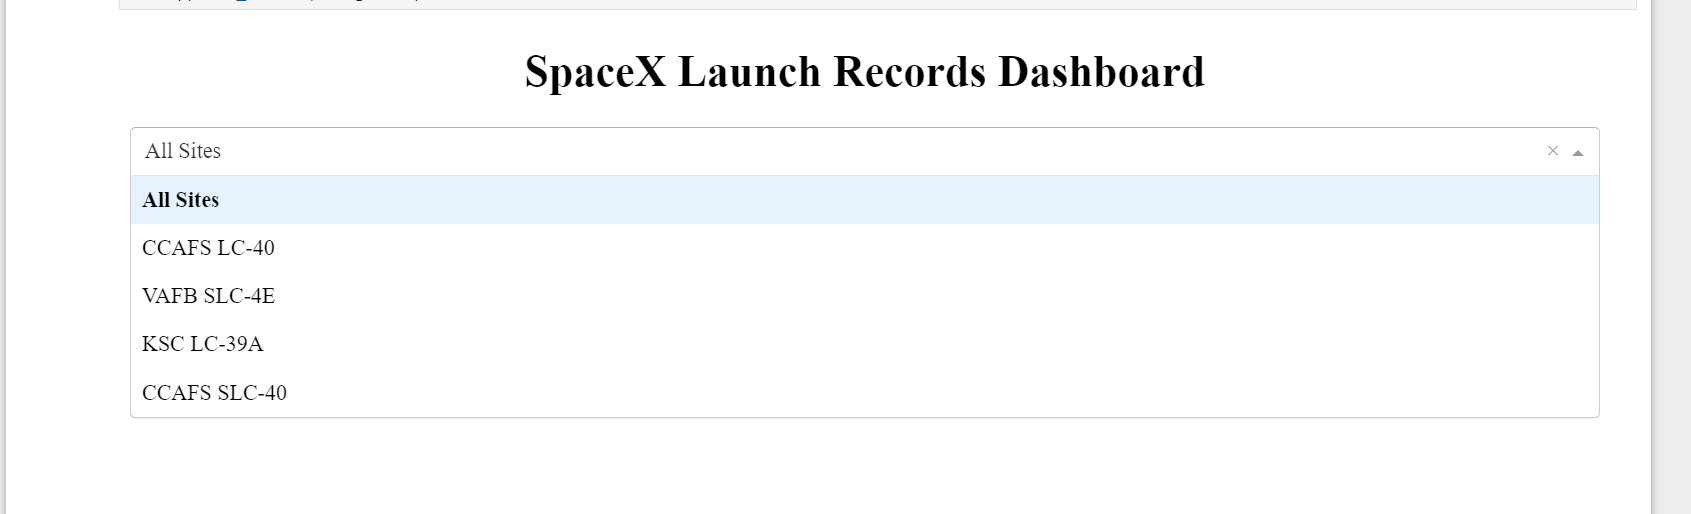 SpaceX Launch Records Dashboard
All Sites
All Sites
CCAFS LC-40
VAFB SLC-4E
KSC LC-39A
CCAFS SLC-40